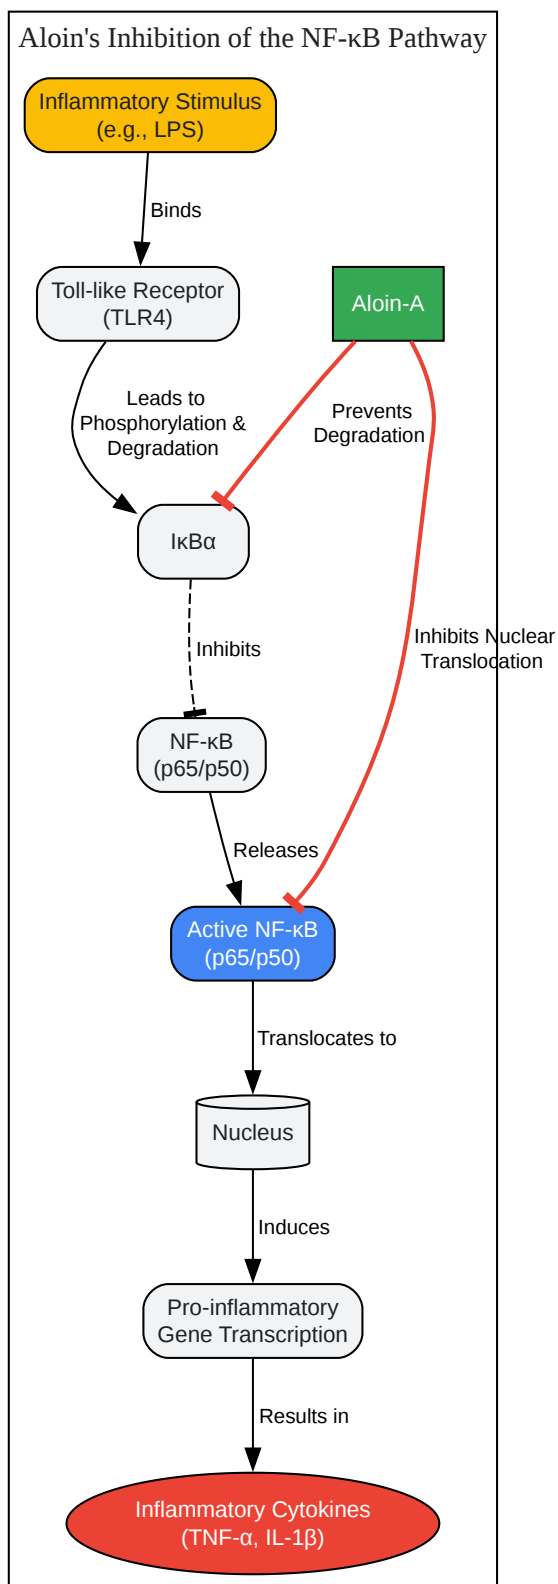 Aloin's Inhibition of the NF-κB Pathway
Inflammatory Stimulus
(e.g., LPS)
Binds
Toll-like Receptor
(TLR4)
Aloin-A
Leads to
Phosphorylation &
Degradation
Prevents
Degradation
IκBα
Inhibits
Inhibits Nuclear
Translocation
NF-κB
(p65/p50)
Releases
Active NF-κB
(p65/p50)
Translocates to
Nucleus
Induces
Pro-inflammatory
Gene Transcription
Results in
Inflammatory Cytokines
(TNF-α, IL-1β)